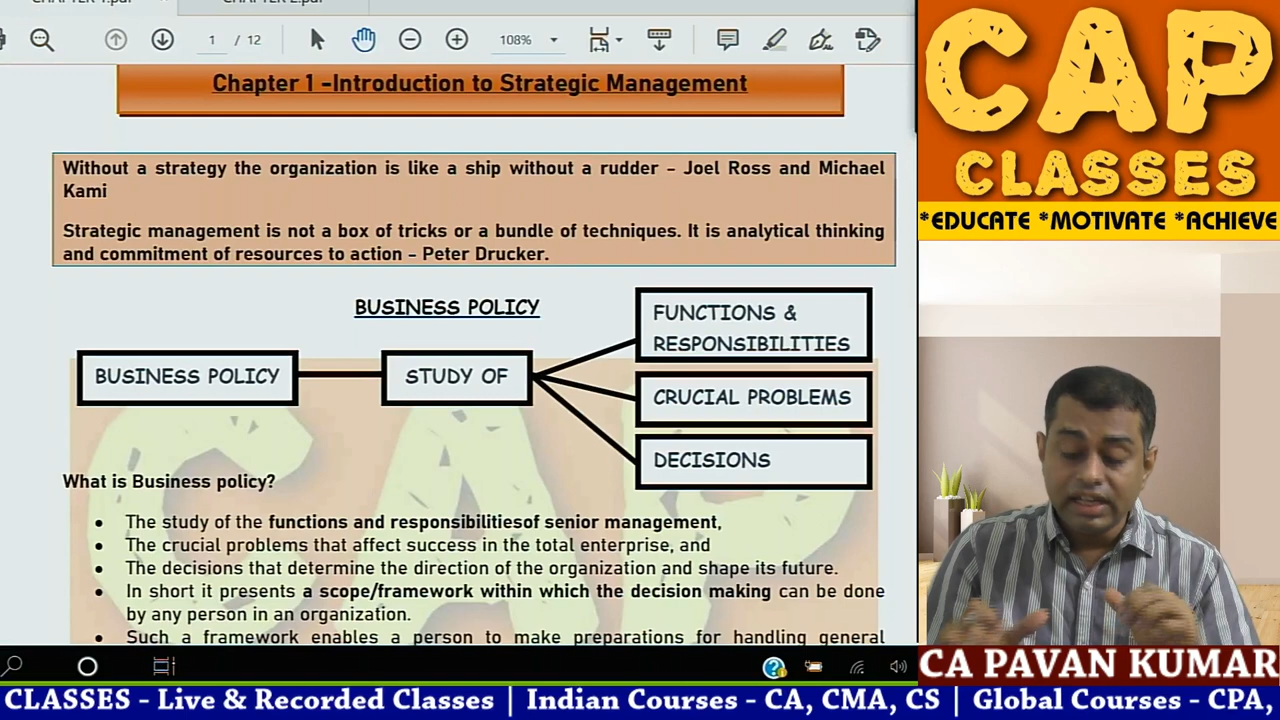 CHAPTER 1.pdf
CHAPTER 2.pdf
1 / 12
108%
Chapter 1 -Introduction to Strategic Management
Without a strategy the organization is like a ship without a rudder - Joel Ross and Michael
Kami
Strategic management is not a box of tricks or a bundle of techniques. It is analytical thinking
and commitment of resources to action - Peter Drucker.
BUSINESS POLICY
BUSINESS POLICY
STUDY OF
FUNCTIONS &
RESPONSIBILITIES
CRUCIAL PROBLEMS
DECISIONS
What is Business policy?
• The study of the functions and responsibilitiesof senior management,
• The crucial problems that affect success in the total enterprise, and
• The decisions that determine the direction of the organization and shape its future.
• In short it presents a scope/framework within which the decision making can be done
by any person in an organization.
• Such a framework enables a person to make preparations for handling general
CAP
CAP
CLASSES
*EDUCATE *MOTIVATE *ACHIEVE
CA PAVAN KUMAR
CLASSES - Live & Recorded Classes | Indian Courses - CA, CMA, CS | Global Courses - CPA,